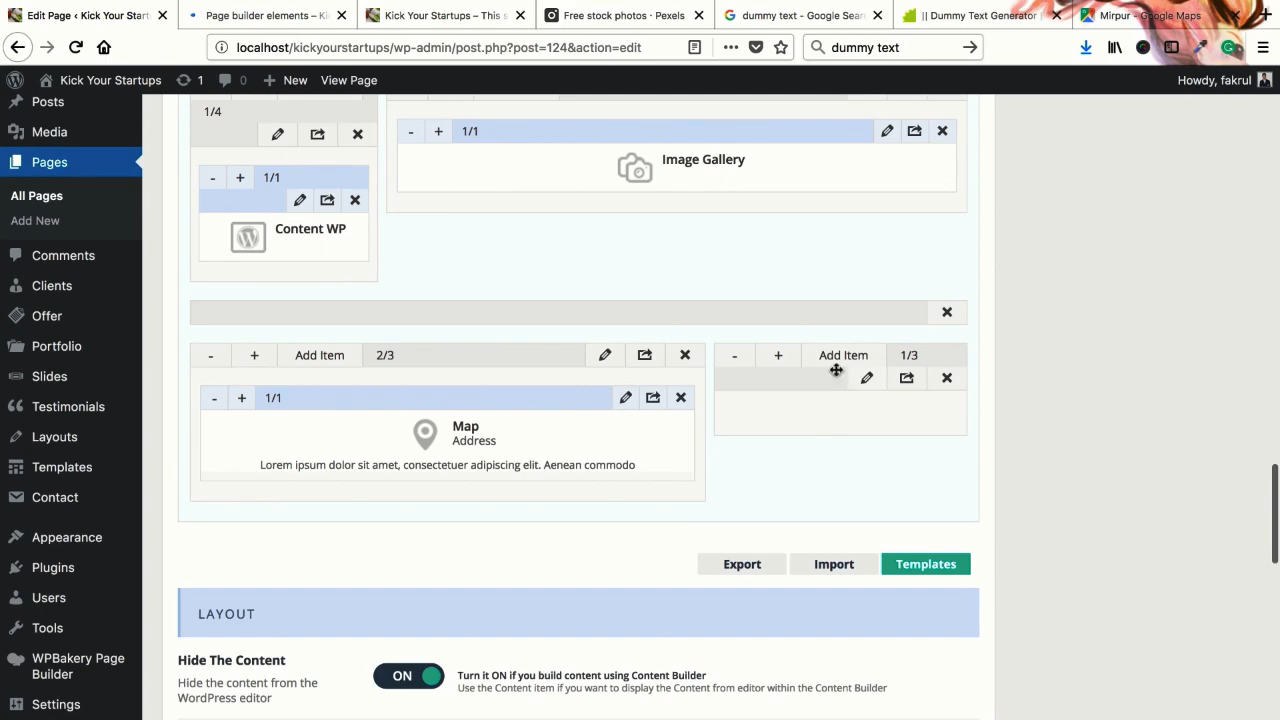 Edit Page ‹ Kick Your Startups
Page builder elements – Ki
Kick Your Startups – This s
Free stock photos · Pexels
dummy text - Google Sear
|| Dummy Text Generator |
Mirpur - Google Maps
localhost/kickyourstartups/wp-admin/post.php?post=124&action=edit
dummy text
Kick Your Startups
1
0
New
View Page
Howdy, fakrul
Posts
Media
Pages
All Pages
Add New
Comments
Clients
Offer
Portfolio
Slides
Testimonials
Layouts
Templates
Contact
Appearance
Plugins
Users
Tools
WPBakery Page
Builder
Settings
1/4
- + 1/1
Content WP
- + 1/1
Image Gallery
- + Add Item 2/3
- + 1/1
Map
Address
Lorem ipsum dolor sit amet, consectetuer adipiscing elit. Aenean commodo
- + Add Item 1/3
Export
Import
Templates
LAYOUT
Hide The Content
Hide the content from the
WordPress editor
ON
Turn it ON if you build content using Content Builder
Use the Content item if you want to display the Content from editor within the Content Builder